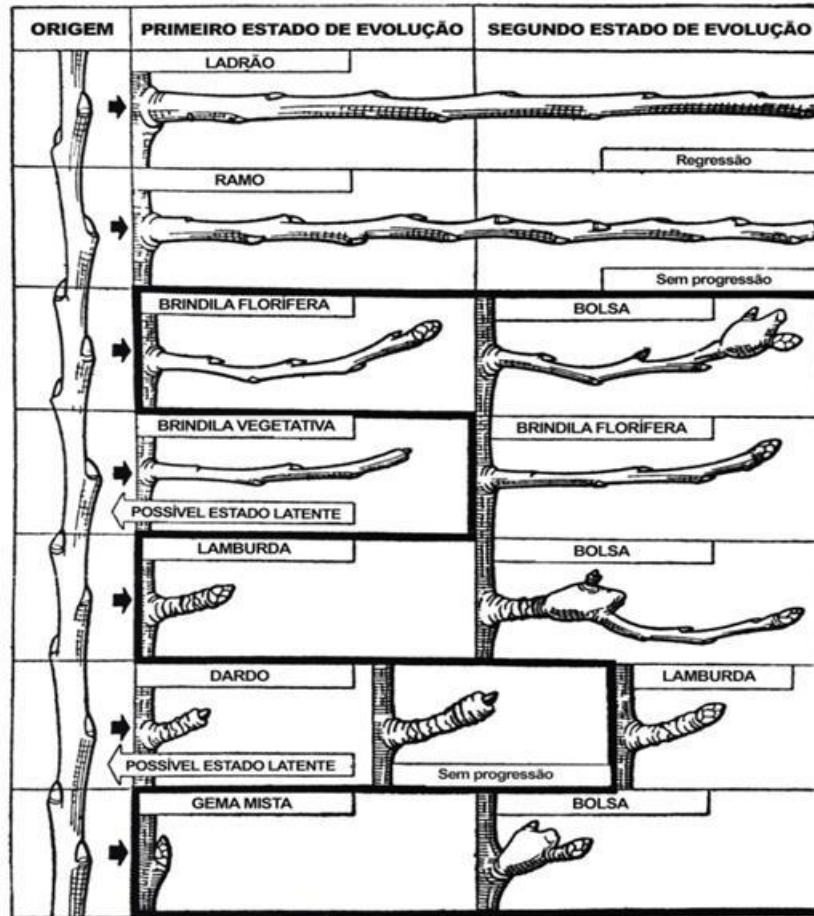 ORIGEM
PRIMEIRO ESTADO DE EVOLUÇÃO
SEGUNDO ESTADO DE EVOLUÇÃO
LADRÃO
Regressão
RAMO
Sem progressão
BRINDILA FLORÍFERA
BOLSA
BRINDILA VEGETATIVA
BRINDILA FLORÍFERA
POSSÍVEL ESTADO LATENTE
LAMBURDA
BOLSA
DARDO
LAMBURDA
POSSÍVEL ESTADO LATENTE
Sem progressão
GEMA MISTA
BOLSA